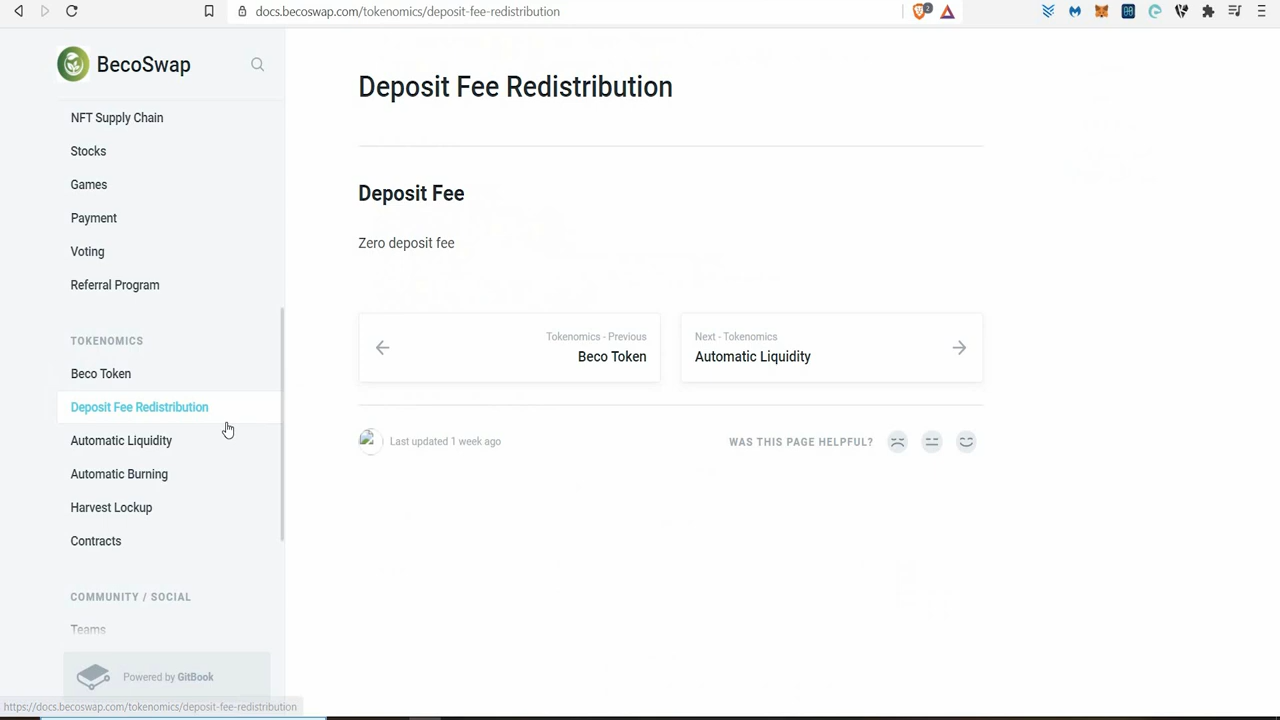 docs.becoswap.com/tokenomics/deposit-fee-redistribution
2
BecoSwap
NFT Supply Chain
Stocks
Games
Payment
Voting
Referral Program
TOKENOMICS
Beco Token
Deposit Fee Redistribution
Automatic Liquidity
Automatic Burning
Harvest Lockup
Contracts
COMMUNITY / SOCIAL
Teams
Powered by GitBook
Deposit Fee Redistribution
Deposit Fee
Zero deposit fee
Tokenomics - Previous
Beco Token
Next - Tokenomics
Automatic Liquidity
Last updated 1 week ago
WAS THIS PAGE HELPFUL?
https://docs.becoswap.com/tokenomics/deposit-fee-redistribution